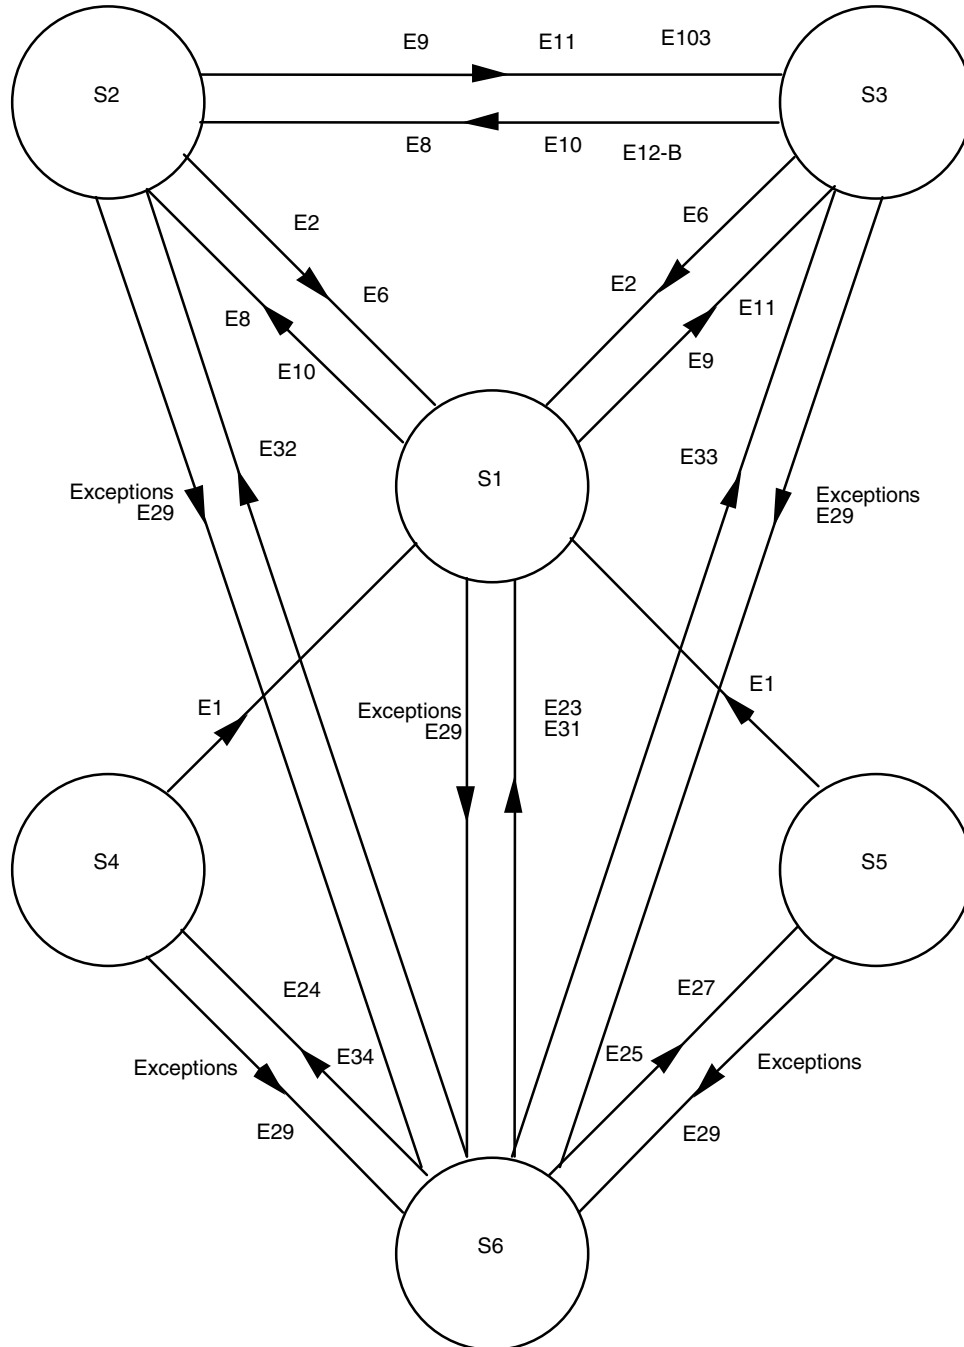 E9 E11 E103
S2 S3
E8 E10 E12-B
E2 E6
E6 E2
E8 E11
E10 E9
E32 E33
S1
Exceptions
E29
Exceptions
E29
E1 E1
Exceptions
E29
E23
E31
S4 S5
E24 E27
E34 E25
Exceptions Exceptions
E29 E29
S6